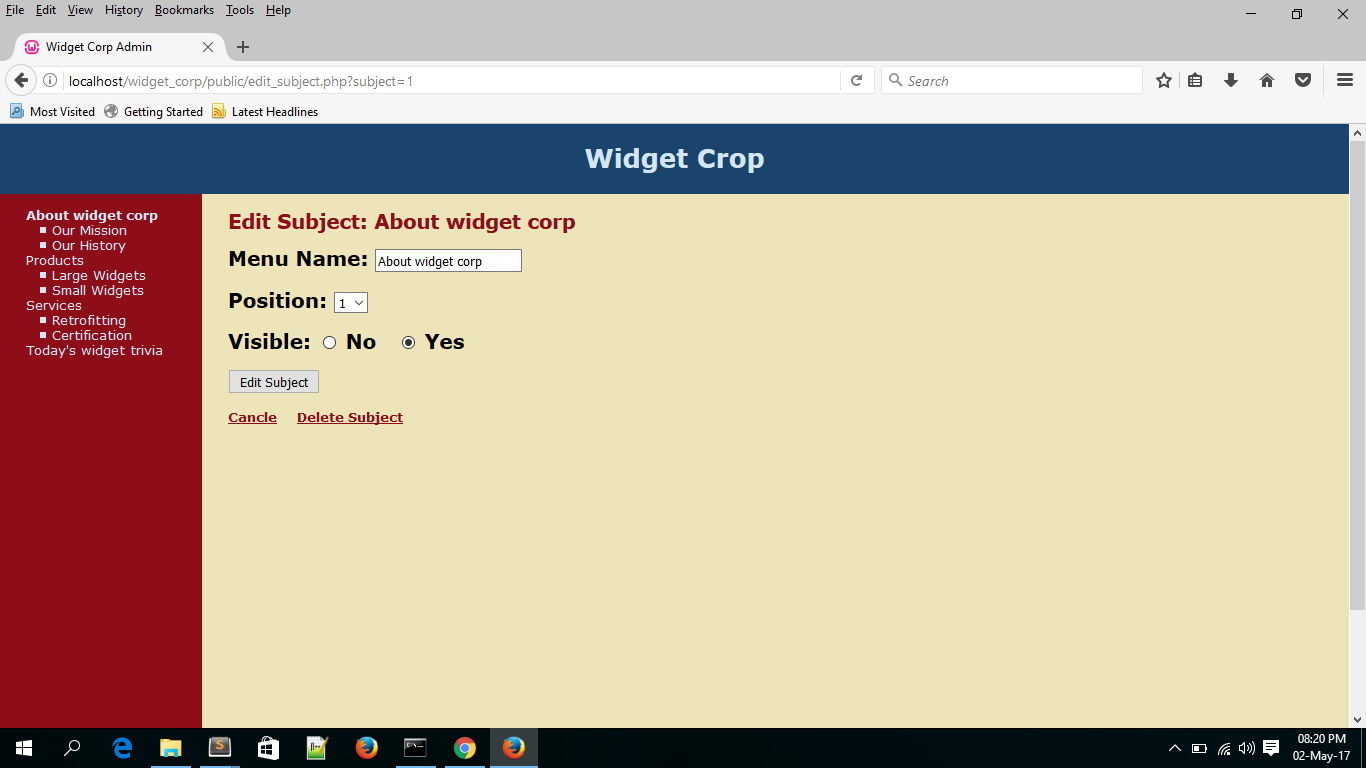 File Edit View History Bookmarks Tools Help
Widget Corp Admin
localhost/widget_corp/public/edit_subject.php?subject=1
Search
Most Visited Getting Started Latest Headlines
Widget Crop
About widget corp
Our Mission
Our History
Products
Large Widgets
Small Widgets
Services
Retrofitting
Certification
Today's widget trivia
Edit Subject: About widget corp
Menu Name: About widget corp
Position: 1
Visible: No Yes
Edit Subject
Cancle Delete Subject
08:20 PM
02-May-17